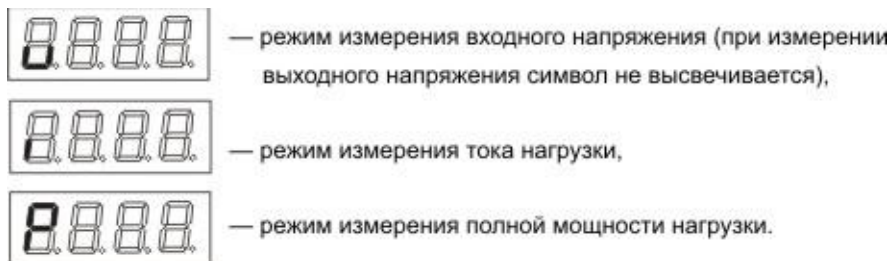 u — режим измерения входного напряжения (при измерении
выходного напряжения символ не высвечивается),
ı — режим измерения тока нагрузки,
P — режим измерения полной мощности нагрузки.